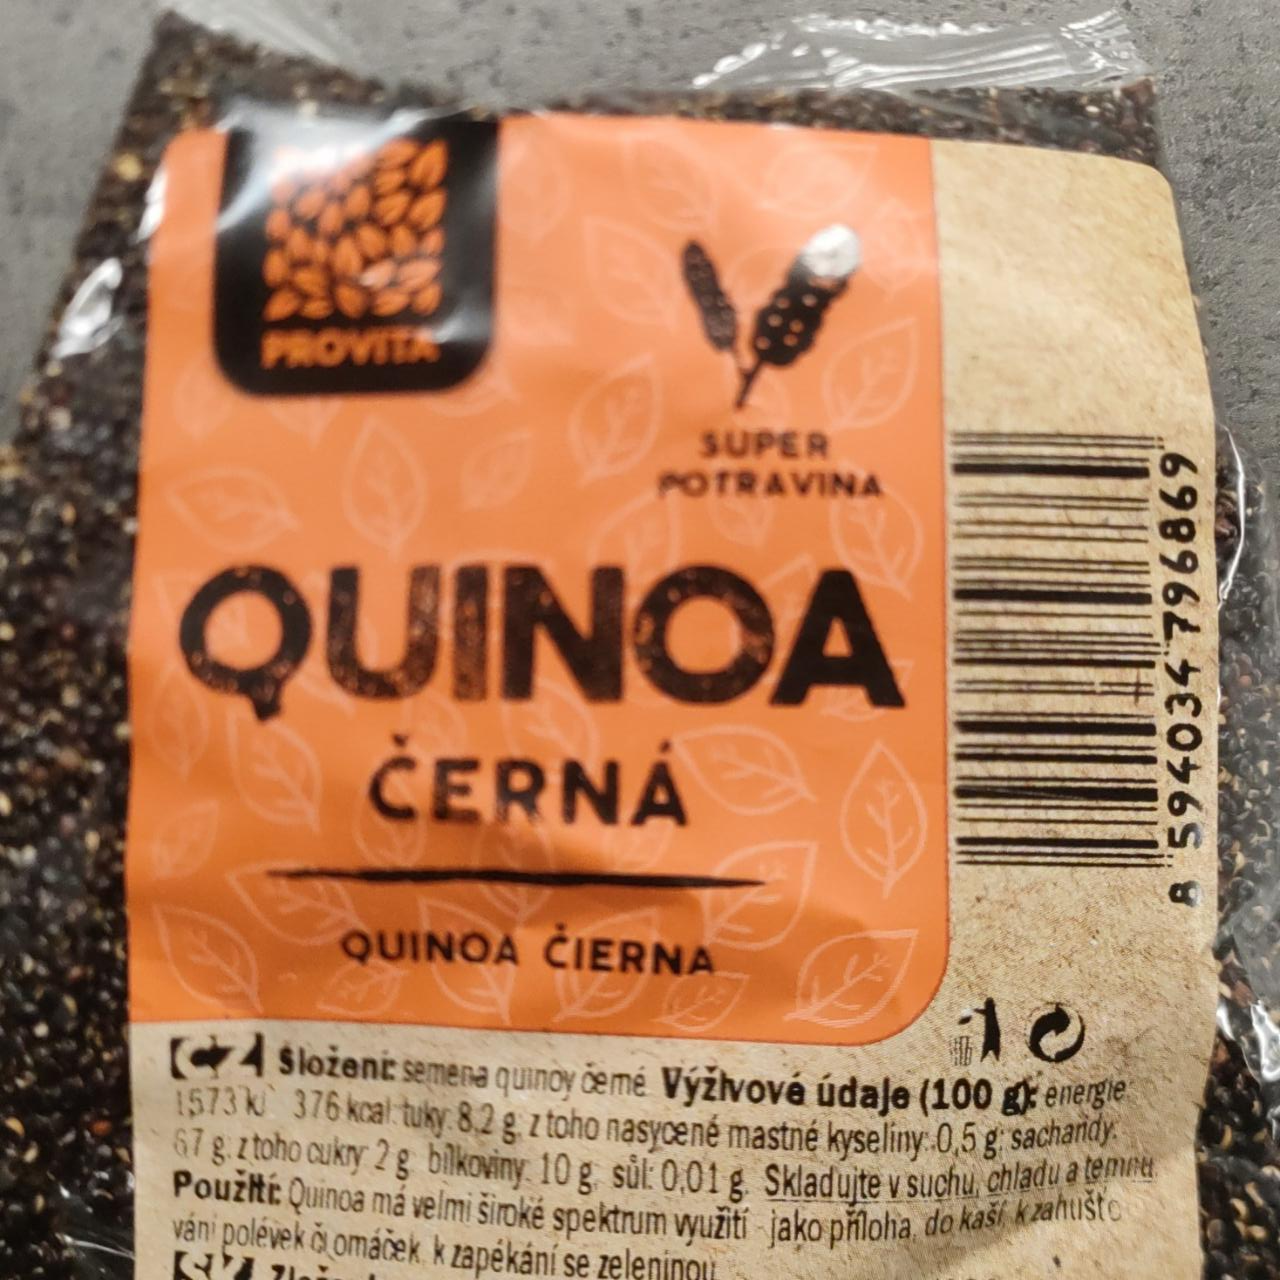 PROVITA
SUPER
POTRAVINA
QUINOA
ČERNÁ
QUINOA ČIERNA
8 594034 796869
CZ Složení: semena quinoy černé. Výživové údaje (100 g): energie
1573 kJ 376 kcal: tuky: 8,2 g: z toho nasycené mastné kyseliny: 0,5 g: sacharidy:
67 g: z toho cukry 2 g, bílkoviny: 10 g, sůl: 0,01 g. Skladujte v suchu, chladu a temnu.
Použití: Quinoa má velmi široké spektrum využití - jako příloha, do kaší, k zahušťo
vání polévek či omáček, k zapékání se zeleninou.